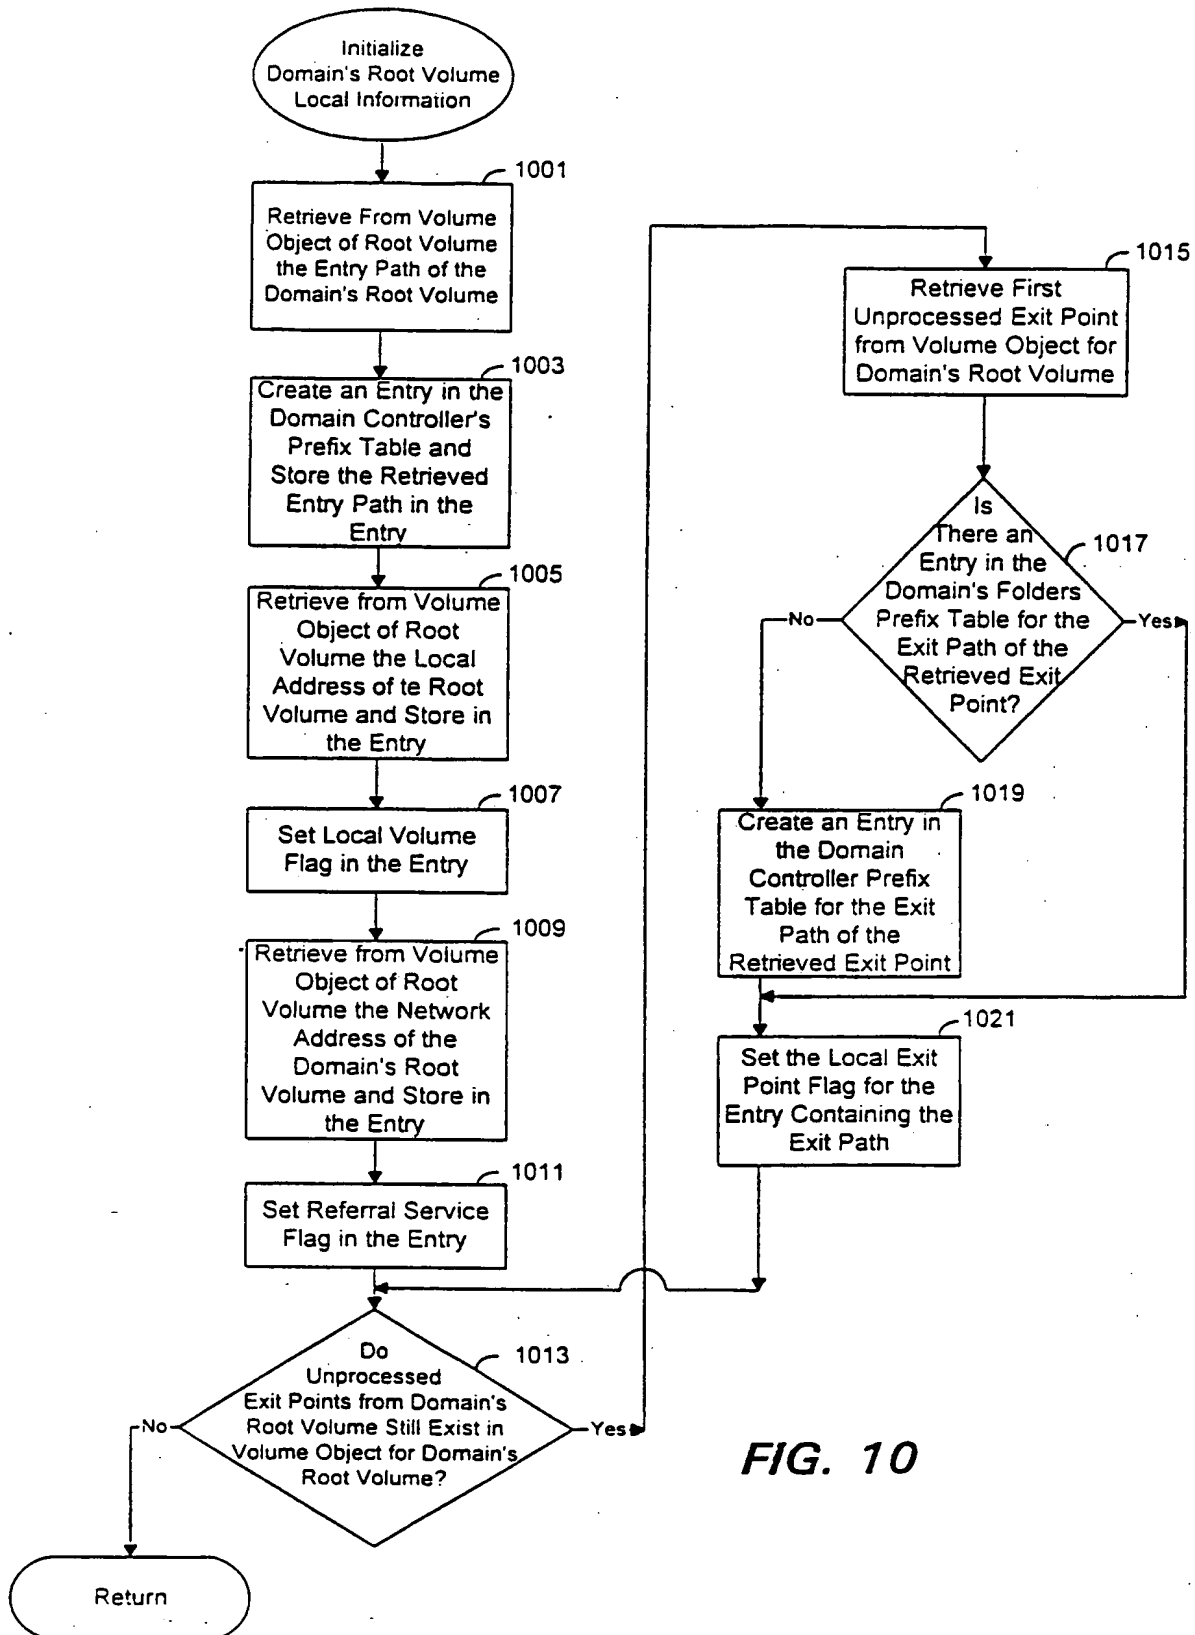 Initialize
Domain's Root Volume
Local Information
1001
Retrieve From Volume
Object of Root Volume
the Entry Path of the
Domain's Root Volume
1003
Create an Entry in the
Domain Controller's
Prefix Table and
Store the Retrieved
Entry Path in the
Entry
1005
Retrieve from Volume
Object of Root
Volume the Local
Address of te Root
Volume and Store in
the Entry
1007
Set Local Volume
Flag in the Entry
1009
Retrieve from Volume
Object of Root
Volume the Network
Address of the
Domain's Root
Volume and Store in
the Entry
1011
Set Referral Service
Flag in the Entry
1013
Do
Unprocessed
Exit Points from Domain's
Root Volume Still Exist in
Volume Object for Domain's
Root Volume?
No
Yes
Return
1015
Retrieve First
Unprocessed Exit Point
from Volume Object for
Domain's Root Volume
1017
Is
There an
Entry in the
Domain's Folders
Prefix Table for the
Exit Path of the
Retrieved Exit
Point?
No
Yes
1019
Create an Entry in
the Domain
Controller Prefix
Table for the Exit
Path of the
Retrieved Exit Point
1021
Set the Local Exit
Point Flag for the
Entry Containing the
Exit Path
FIG. 10